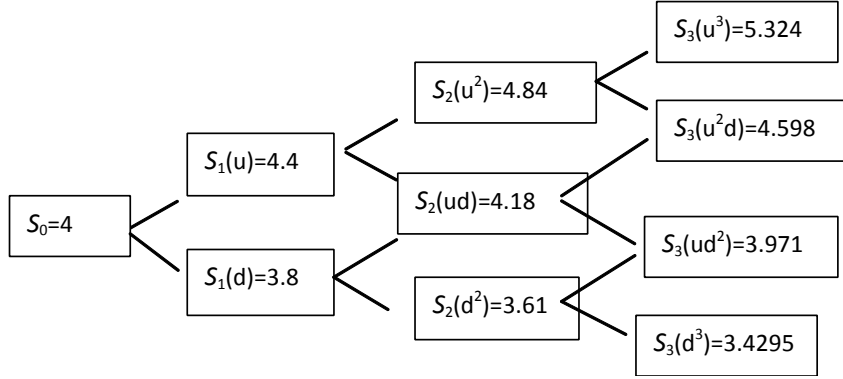 S₃(u³)=5.324
S₂(u²)=4.84
S₃(u²d)=4.598
S₁(u)=4.4
S₂(ud)=4.18
S₀=4
S₃(ud²)=3.971
S₁(d)=3.8
S₂(d²)=3.61
S₃(d³)=3.4295